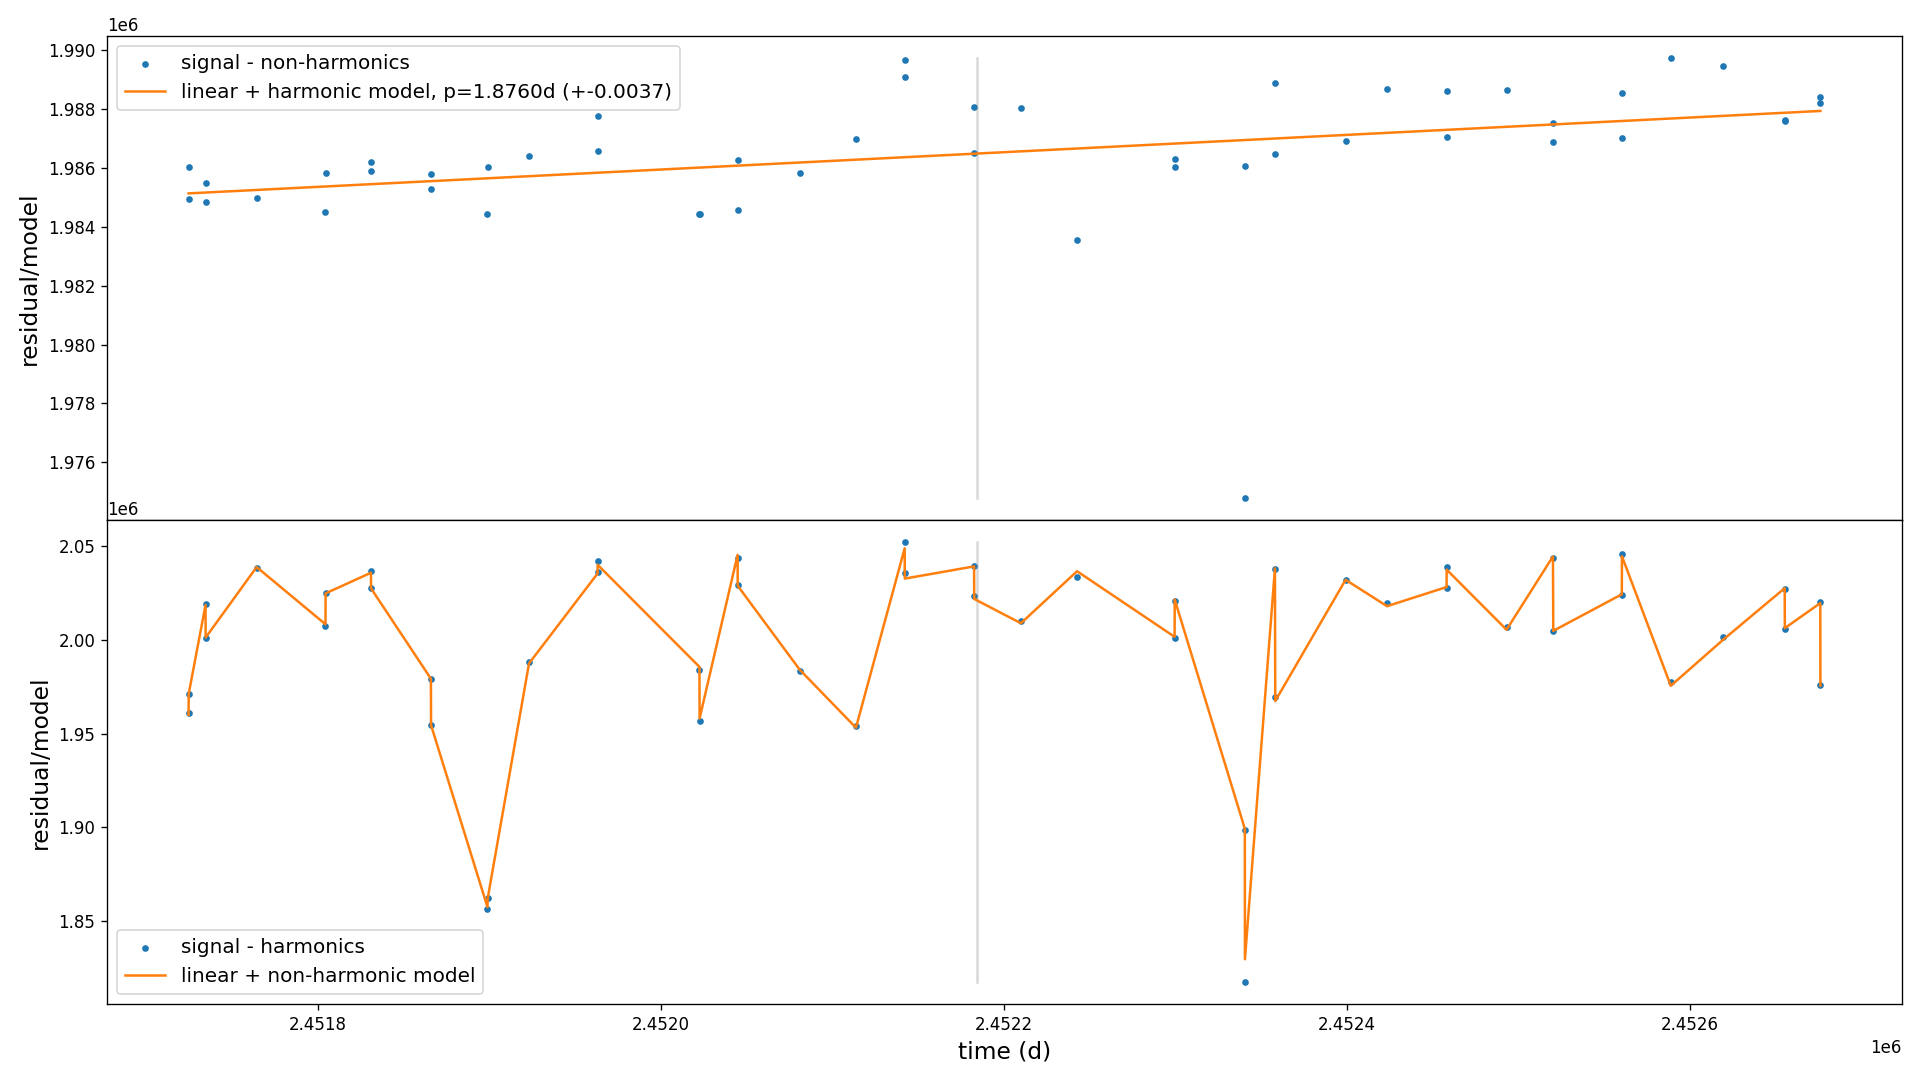 1e6
1.990
1.988
1.986
1.984
1.982
1.980
1.978
1.976
residual/model
signal - non-harmonics
linear + harmonic model, p=1.8760d (+-0.0037)
1e6
2.05
2.00
1.95
1.90
1.85
residual/model
signal - harmonics
linear + non-harmonic model
2.4518
2.4520
2.4522
2.4524
2.4526
1e6
time (d)